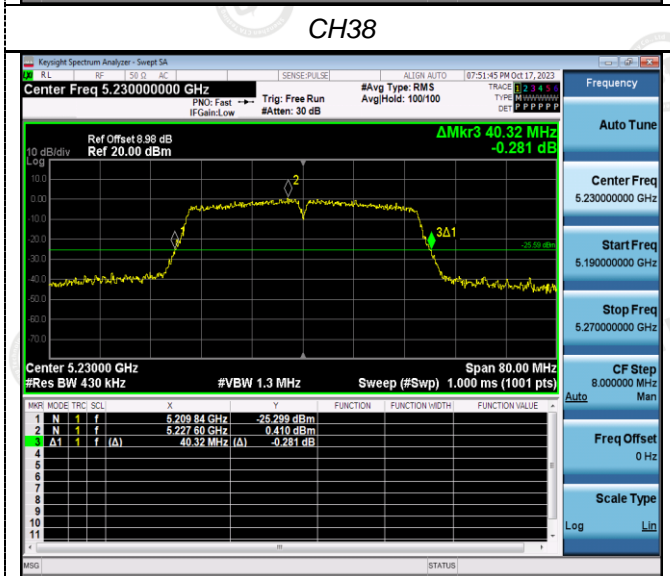 CH38
Keysight Spectrum Analyzer - Swept SA
RL RF 50 Ω AC SENSE:PULSE ALIGN AUTO 07:51:45 PM Oct 17, 2023
Center Freq 5.230000000 GHz
PNO: Fast
IFGain:Low
Trig: Free Run
#Atten: 30 dB
#Avg Type: RMS
Avg|Hold: 100/100
TRACE 1 2 3 4 5 6
TYPE M WWWWW
DET P P P P P P
Ref Offset 8.98 dB
Ref 20.00 dBm
10 dB/div
Log
ΔMkr3 40.32 MHz
-0.281 dB
10.0
0.00
-10.0
-20.0
-30.0
-40.0
-50.0
-60.0
-70.0
1
2
3Δ1
-25.59 dBm
Center 5.23000 GHz
#Res BW 430 kHz
#VBW 1.3 MHz
Span 80.00 MHz
Sweep (#Swp) 1.000 ms (1001 pts)
MKR MODE TRC SCL X Y FUNCTION FUNCTION WIDTH FUNCTION VALUE
1 N 1 f 5.209 84 GHz -25.299 dBm
2 N 1 f 5.227 60 GHz 0.410 dBm
3 Δ1 1 f (Δ) 40.32 MHz (Δ) -0.281 dB
4
5
6
7
8
9
10
11
MSG STATUS
Frequency
Auto Tune
Center Freq
5.230000000 GHz
Start Freq
5.190000000 GHz
Stop Freq
5.270000000 GHz
CF Step
8.000000 MHz
Auto Man
Freq Offset
0 Hz
Scale Type
Log Lin